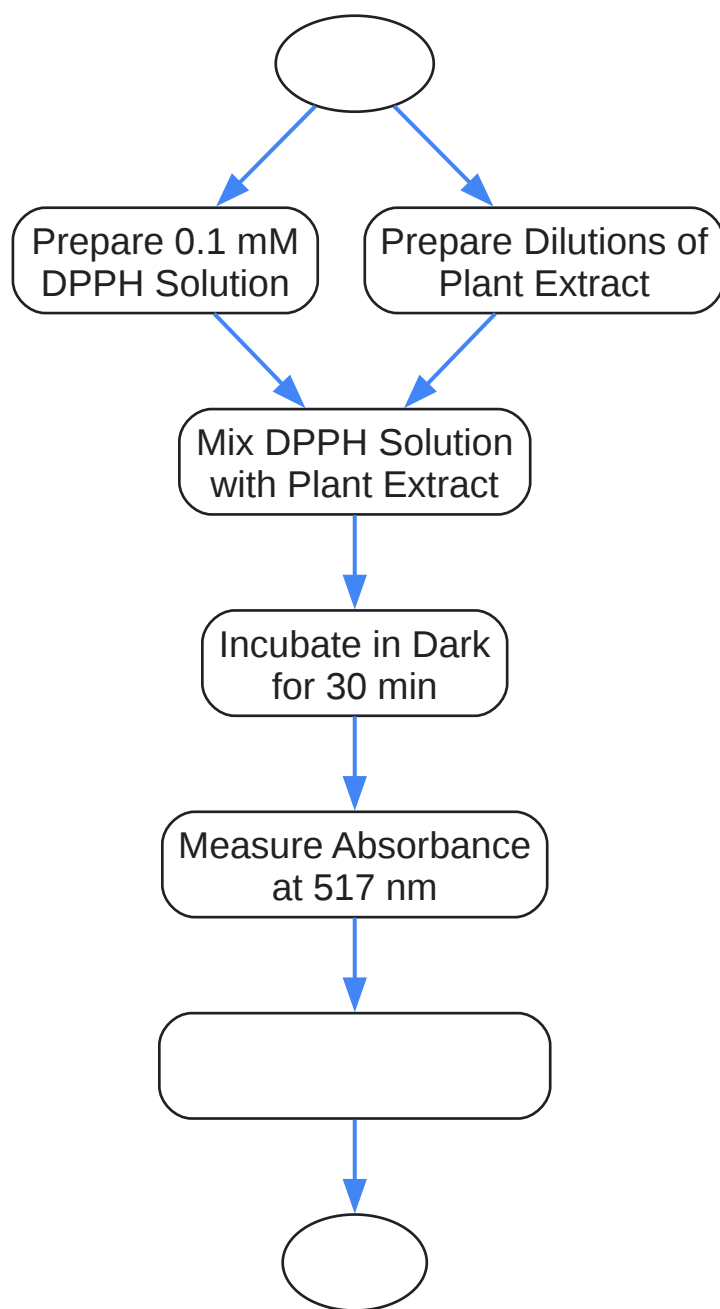 Prepare 0.1 mM
DPPH Solution
Prepare Dilutions of
Plant Extract
Mix DPPH Solution
with Plant Extract
Incubate in Dark
for 30 min
Measure Absorbance
at 517 nm